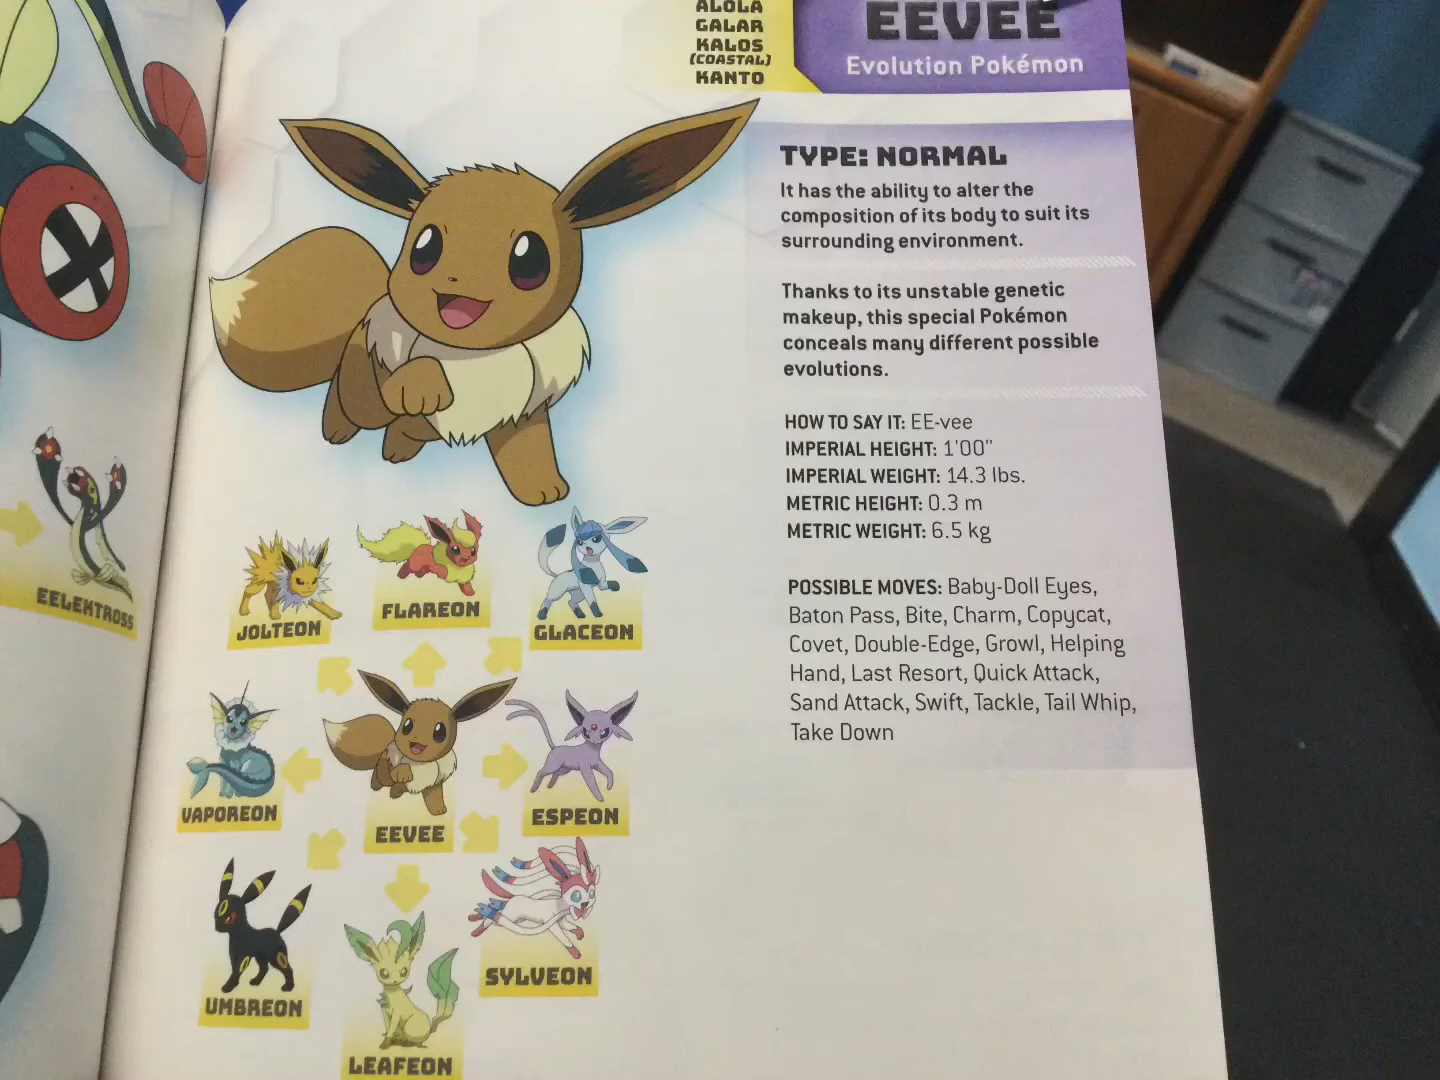 ALOLA
GALAR
KALOS
(COASTAL)
KANTO
EEVEE
Evolution Pokémon
TYPE: NORMAL
It has the ability to alter the
composition of its body to suit its
surrounding environment.
Thanks to its unstable genetic
makeup, this special Pokémon
conceals many different possible
evolutions.
HOW TO SAY IT: EE-vee
IMPERIAL HEIGHT: 1'00"
IMPERIAL WEIGHT: 14.3 lbs.
METRIC HEIGHT: 0.3 m
METRIC WEIGHT: 6.5 kg
POSSIBLE MOVES: Baby-Doll Eyes,
Baton Pass, Bite, Charm, Copycat,
Covet, Double-Edge, Growl, Helping
Hand, Last Resort, Quick Attack,
Sand Attack, Swift, Tackle, Tail Whip,
Take Down
EELEKTROSS
JOLTEON
FLAREON
GLACEON
VAPOREON
EEVEE
ESPEON
UMBREON
LEAFEON
SYLVEON